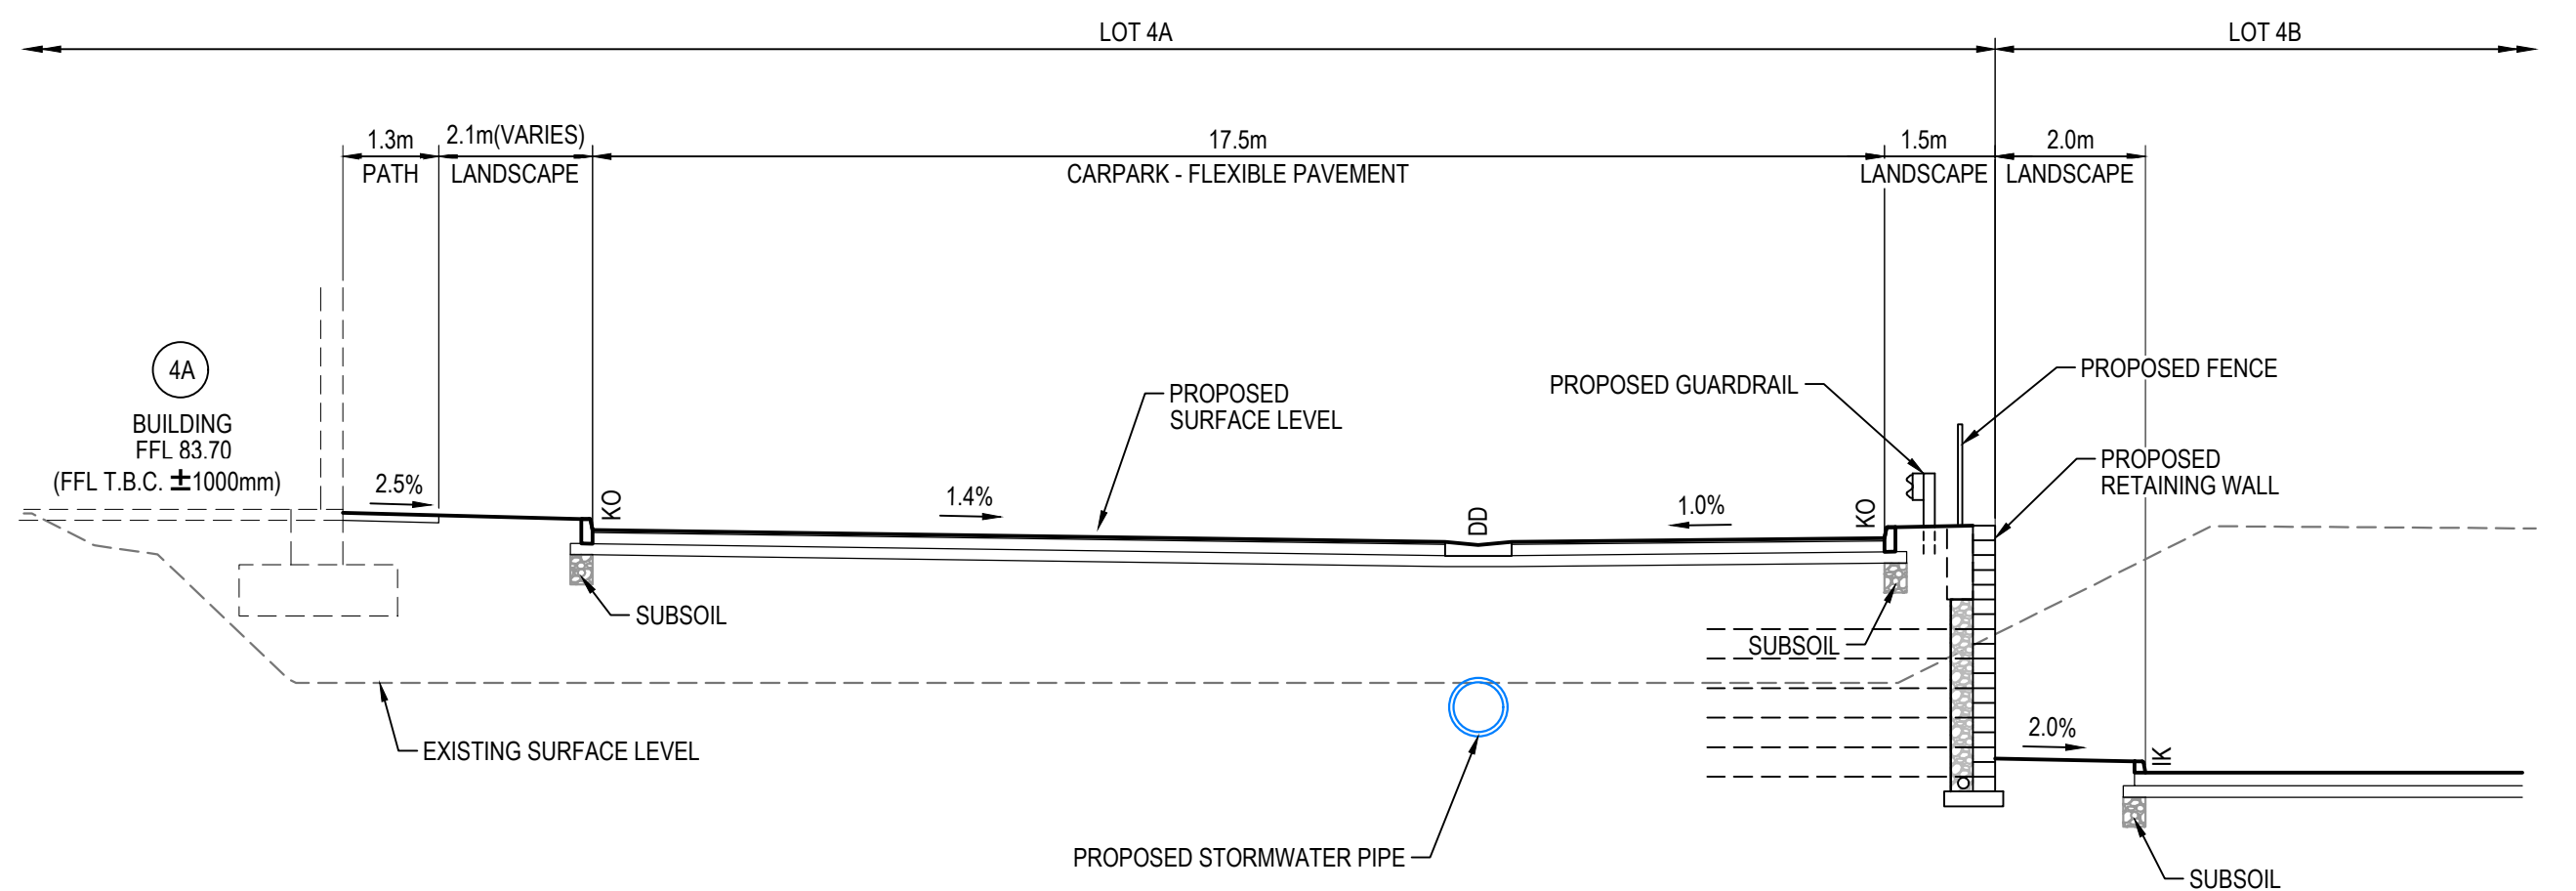 LOT 4A
LOT 4B
1.3m
2.1m(VARIES)
17.5m
1.5m
2.0m
PATH
LANDSCAPE
CARPARK - FLEXIBLE PAVEMENT
LANDSCAPE
LANDSCAPE
4A
BUILDING
FFL 83.70
(FFL T.B.C. ±1000mm)
PROPOSED
SURFACE LEVEL
PROPOSED GUARDRAIL
PROPOSED FENCE
PROPOSED
RETAINING WALL
2.5%
KO
1.4%
DD
1.0%
KO
SUBSOIL
SUBSOIL
EXISTING SURFACE LEVEL
2.0%
IK
PROPOSED STORMWATER PIPE
SUBSOIL